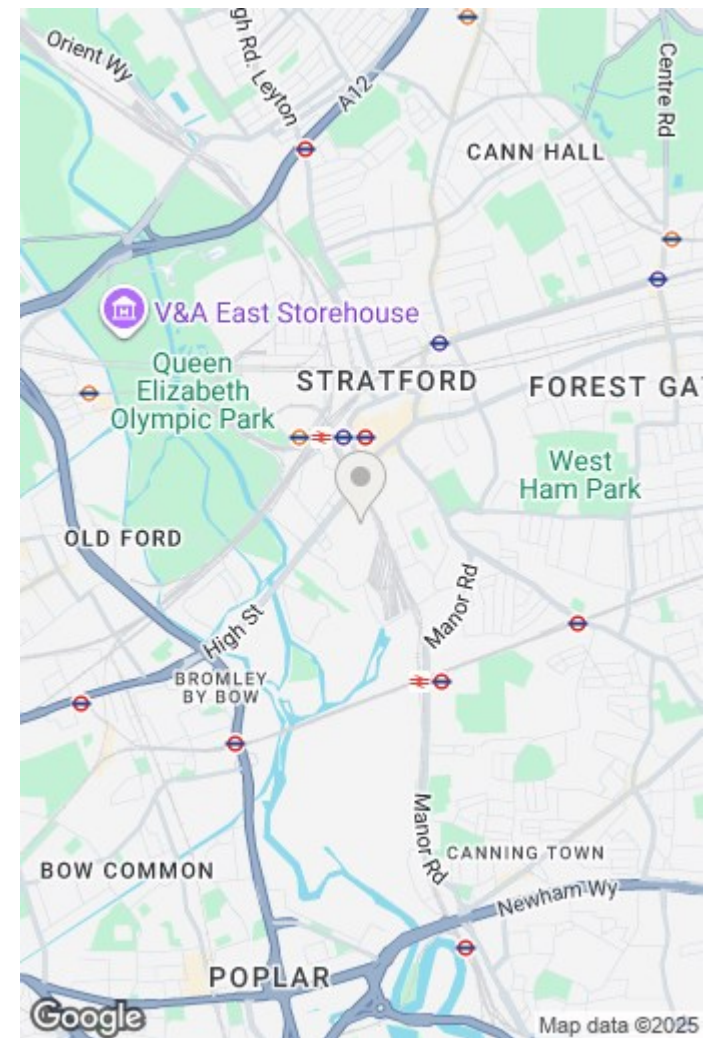 Orient Wy
gh Rd. Leyton
A12
Centre Rd
CANN HALL
V&A East Storehouse
Queen
Elizabeth
Olympic Park
STRATFORD
FOREST GA
West
Ham Park
OLD FORD
Manor Rd
High St
BROMLEY
BY BOW
Manor Rd
CANNING TOWN
BOW COMMON
Newham Wy
POPLAR
Google
Map data ©2025